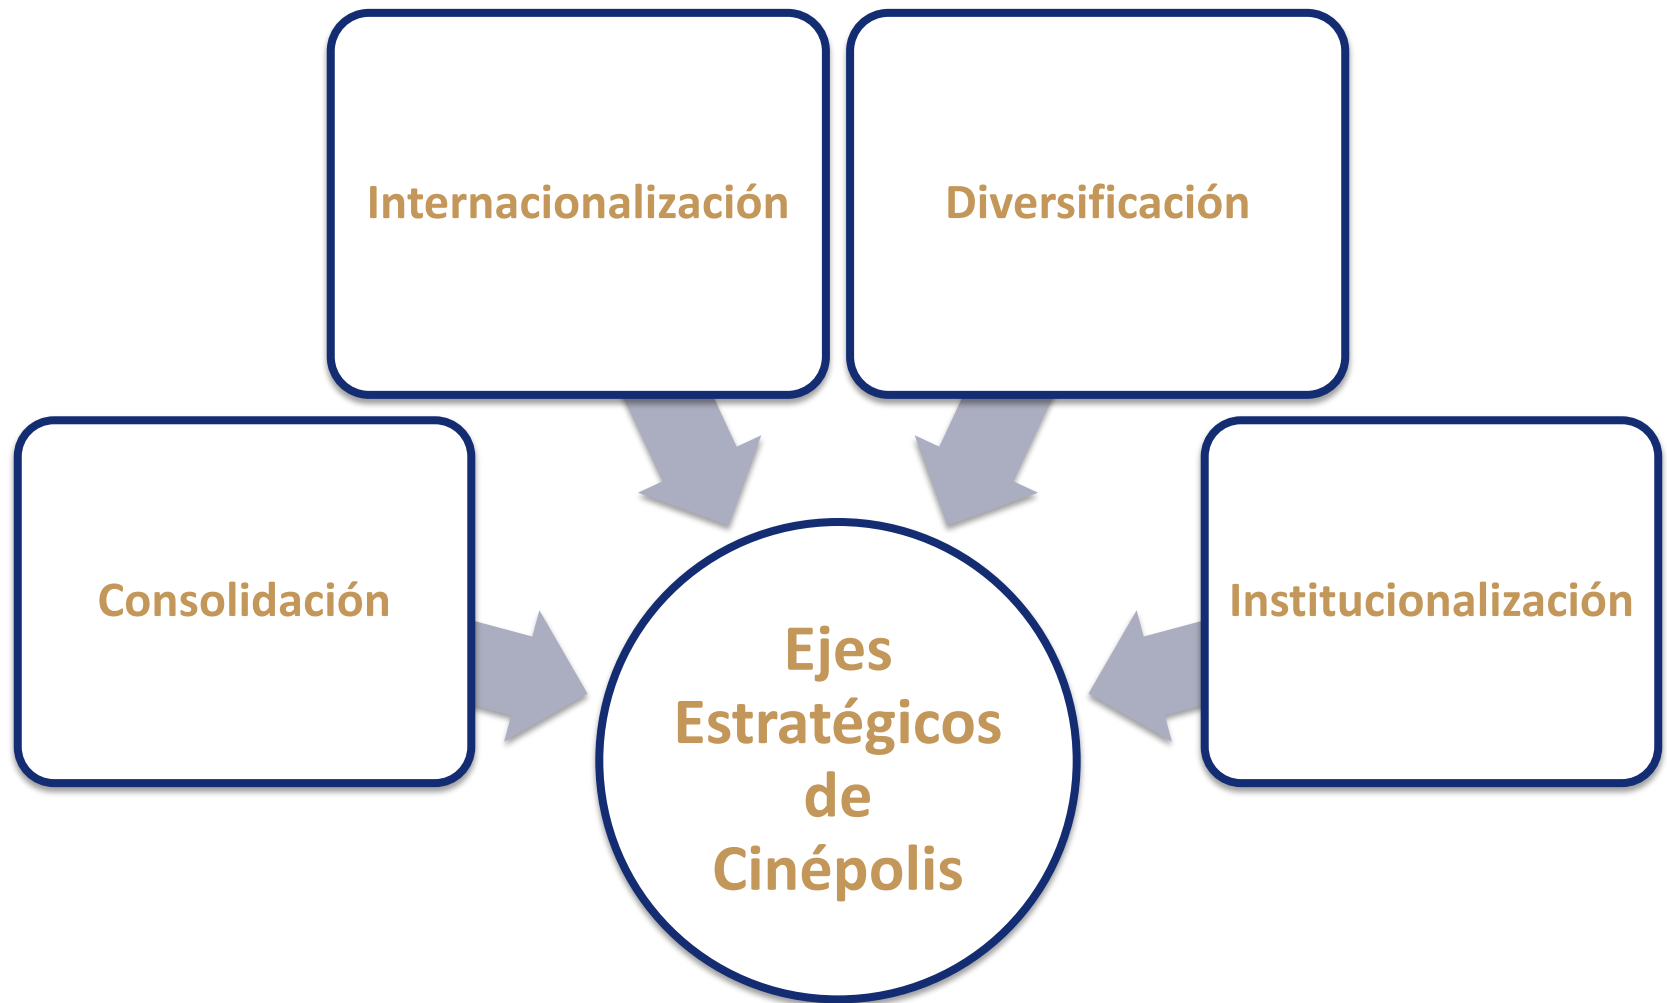 Internacionalización
Diversificación
Consolidación
Institucionalización
Ejes
Estratégicos
de
Cinépolis